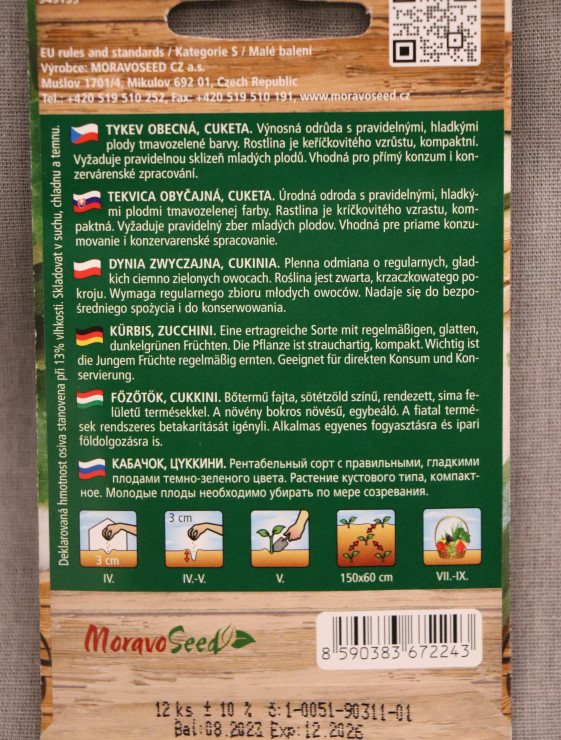 EU rules and standards / Kategorie S / Malé balení
Výrobce: MORAVOSEED CZ a.s.
Mušlov 1701/4, Mikulov 692 01, Czech Republic
Tel.: +420 519 510 252, Fax: +420 519 510 191, www.moravoseed.cz
Deklarovaná hmotnost osiva stanovena při 13% vlhkosti. Skladovat v suchu, chladnu a temnu.
TYKEV OBECNÁ, CUKETA. Výnosná odrůda s pravidelnými, hladkými
plody tmavozelené barvy. Rostlina je keříčkovitého vzrůstu, kompaktní.
Vyžaduje pravidelnou sklizeň mladých plodů. Vhodná pro přímý konzum i kon-
zervárenské zpracování.
TEKVICA OBYČAJNÁ, CUKETA. Úrodná odroda s pravidelnými, hladký-
mi plodmi tmavozelenej farby. Rastlina je kríčkovitého vzrastu, kom-
paktná. Vyžaduje pravidelný zber mladých plodov. Vhodná pre priame konzu-
movanie i konzervarenské spracovanie.
DYNIA ZWYCZAJNA, CUKINIA. Plenna odmiana o regularnych, gład-
kich ciemno zielonych owocach. Roślina jest zwarta, krzaczkowatego po-
kroju. Wymaga regularnego zbioru młodych owoców. Nadaje się do bezpo-
średniego spożycia i do konserwowania.
KÜRBIS, ZUCCHINI. Eine ertragreiche Sorte mit regelmäßigen, glatten,
dunkelgrünen Früchten. Die Pflanze ist strauchartig, kompakt. Wichtig ist
die Jungem Früchte regelmäßig ernten. Geeignet für direkten Konsum und Kon-
servierung.
FŐZŐTÖK, CUKKINI. Bőtermű fajta, sötétzöld színű, rendezett, sima fe-
lületű termésekkel. A növény bokros növésű, egybeálló. A fiatal termé-
sek rendszeres betakarítását igényli. Alkalmas egyenes fogyasztásra és ipari
földolgozásra is.
КАБАЧОК, ЦУККИНИ. Рентабельный сорт с правильными, гладкими
плодами темно-зеленого цвета. Растение кустового типа, компакт-
ное. Молодые плоды необходимо убирать по мере созревания.
3 cm
3 cm
IV. IV.-V. V. 150x60 cm VII.-IX.
MoravoSeed
8 590383 672243
12 ks ± 10 % č:1-0051-90311-01
Bal:08.2023 Exp:12.2026